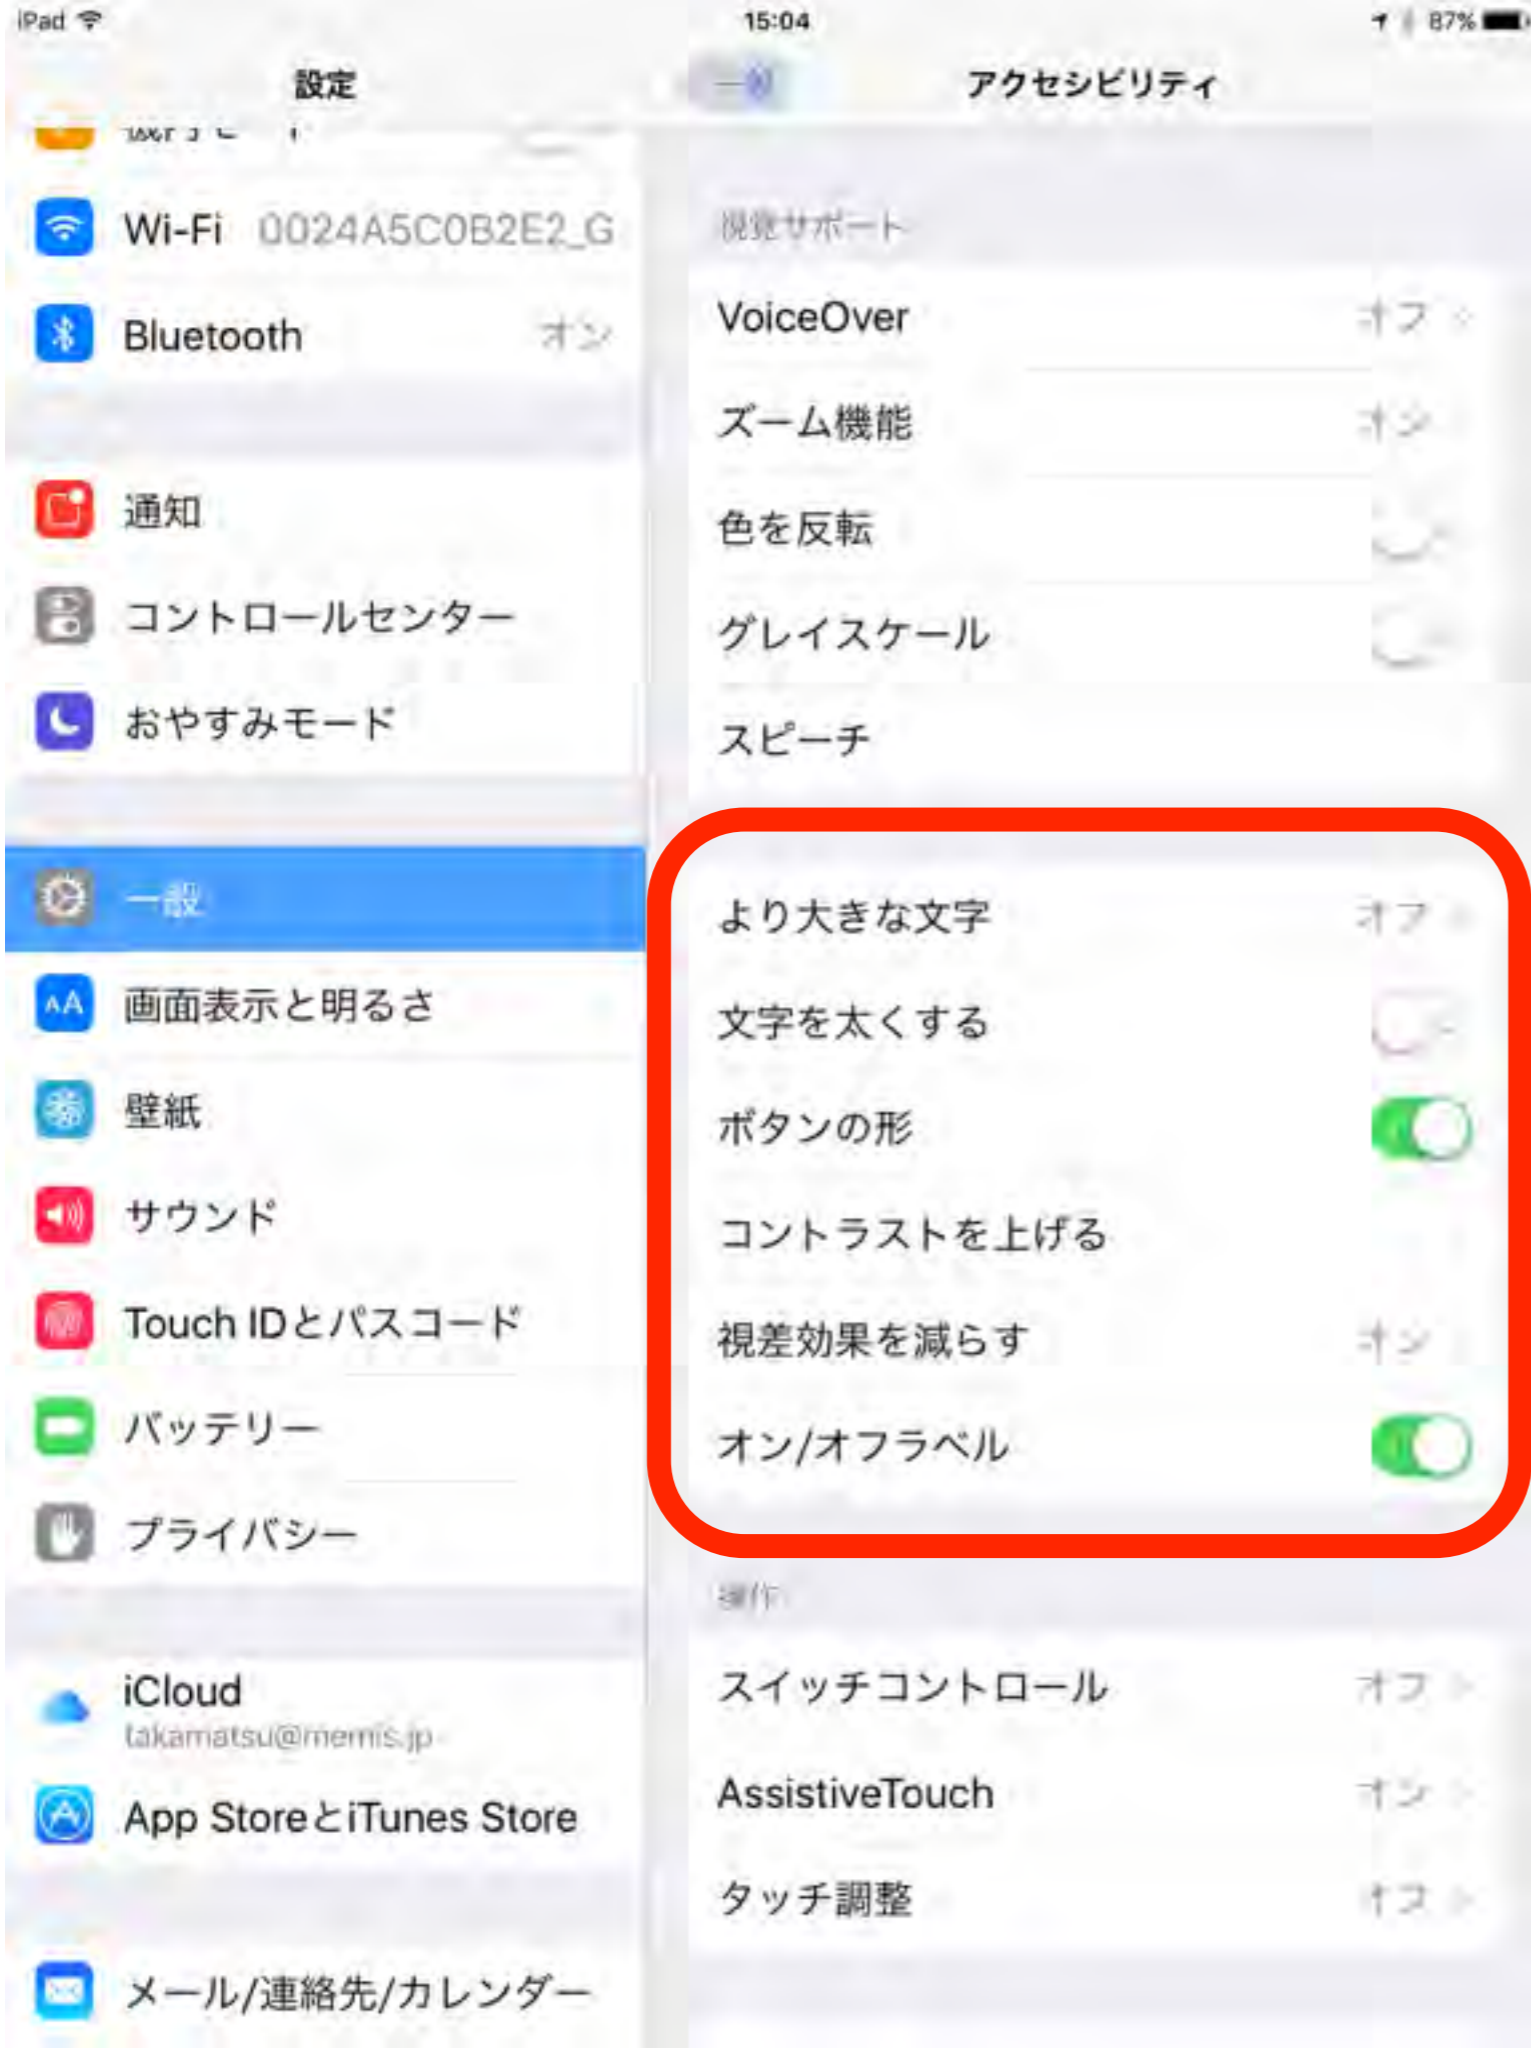 iPad
15:04
87%
設定
アクセシビリティ
Wi-Fi 0024A5C0B2E2_G
Bluetooth オン
通知
コントロールセンター
おやすみモード
一般
画面表示と明るさ
壁紙
サウンド
Touch IDとパスコード
バッテリー
プライバシー
iCloud
takamatsu@memis.jp
App StoreとiTunes Store
メール/連絡先/カレンダー
視覚サポート
VoiceOver オフ
ズーム機能 オン
色を反転
グレイスケール
スピーチ
より大きな文字 オフ
文字を太くする
ボタンの形
コントラストを上げる
視差効果を減らす オン
オン/オフラベル
操作
スイッチコントロール オフ
AssistiveTouch オン
タッチ調整 オフ